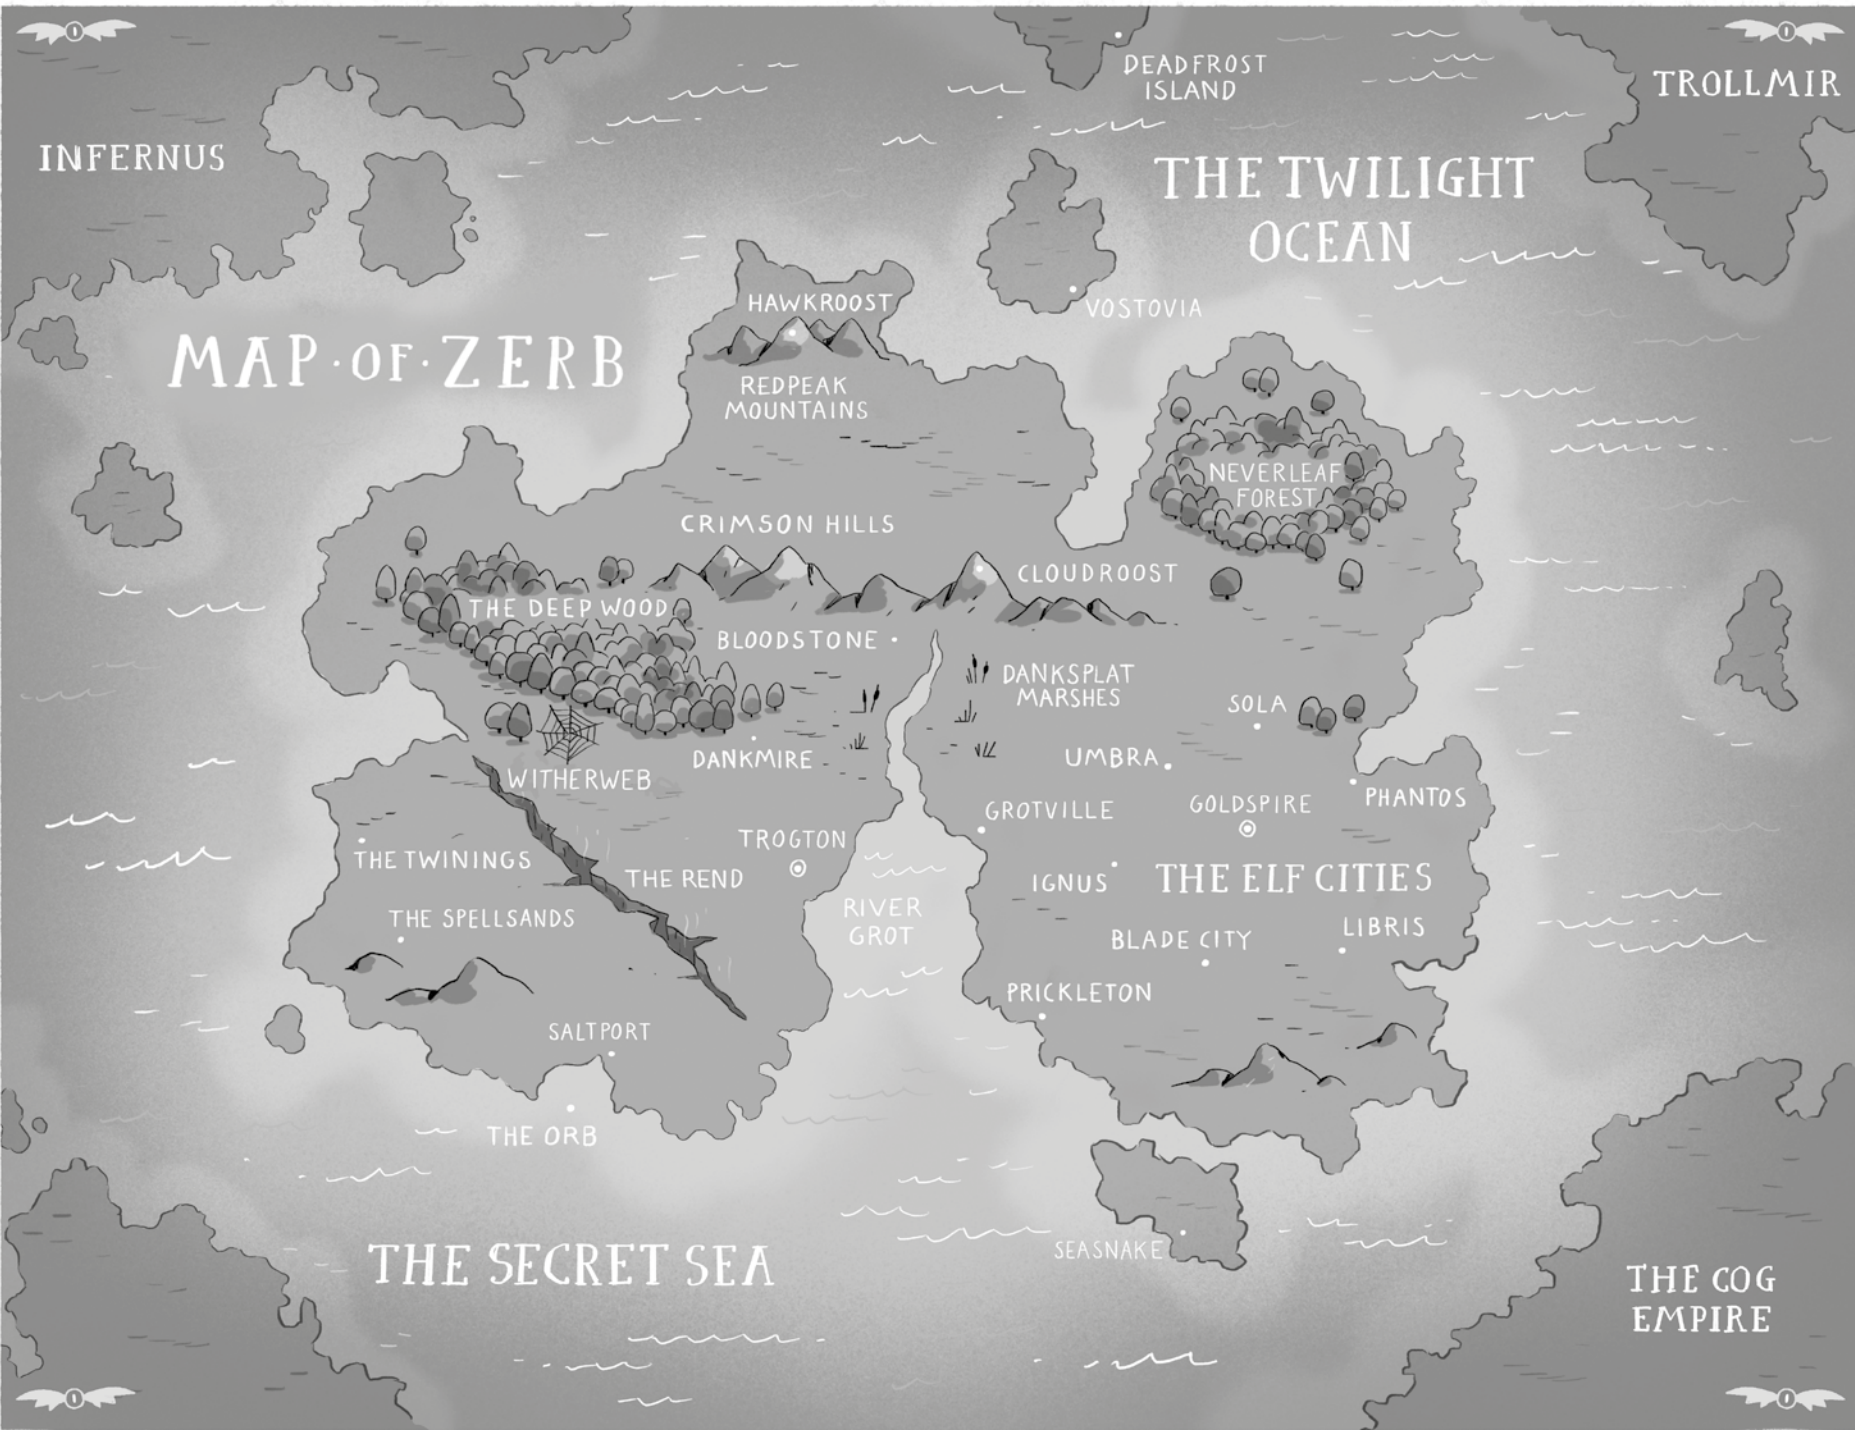 DEADFROST
ISLAND
TROLLMIR
INFERNUS
THE TWILIGHT
OCEAN
HAWKROOST
VOSTOVIA
MAP·OF·ZERB
REDPEAK
MOUNTAINS
NEVERLEAF
FOREST
CRIMSON HILLS
CLOUDROOST
THE DEEP WOOD
BLOODSTONE
DANKSPLAT
MARSHES
SOLA
DANKMIRE
UMBRA
WITHERWEB
PHANTOS
GOLDSPIRE
GROTVILLE
TROGTON
THE TWININGS
THE REND
IGNUS
THE ELF CITIES
THE SPELLSANDS
RIVER
GROT
LIBRIS
BLADE CITY
PRICKLETON
SALTPORT
THE ORB
SEASNAKE
THE SECRET SEA
THE COG
EMPIRE